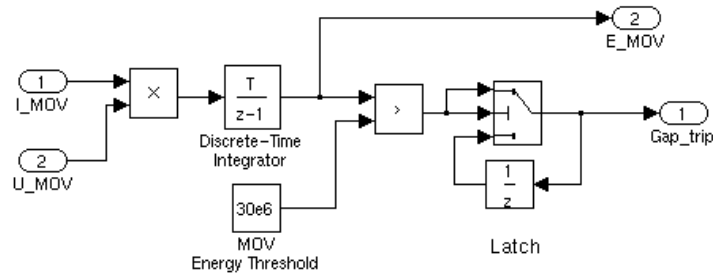 2
E_MOV
1
I_MOV
×
T
z-1
>
1
Gap_trip
Discrete-Time
Integrator
2
U_MOV
1
z
30e6
MOV
Energy Threshold
Latch